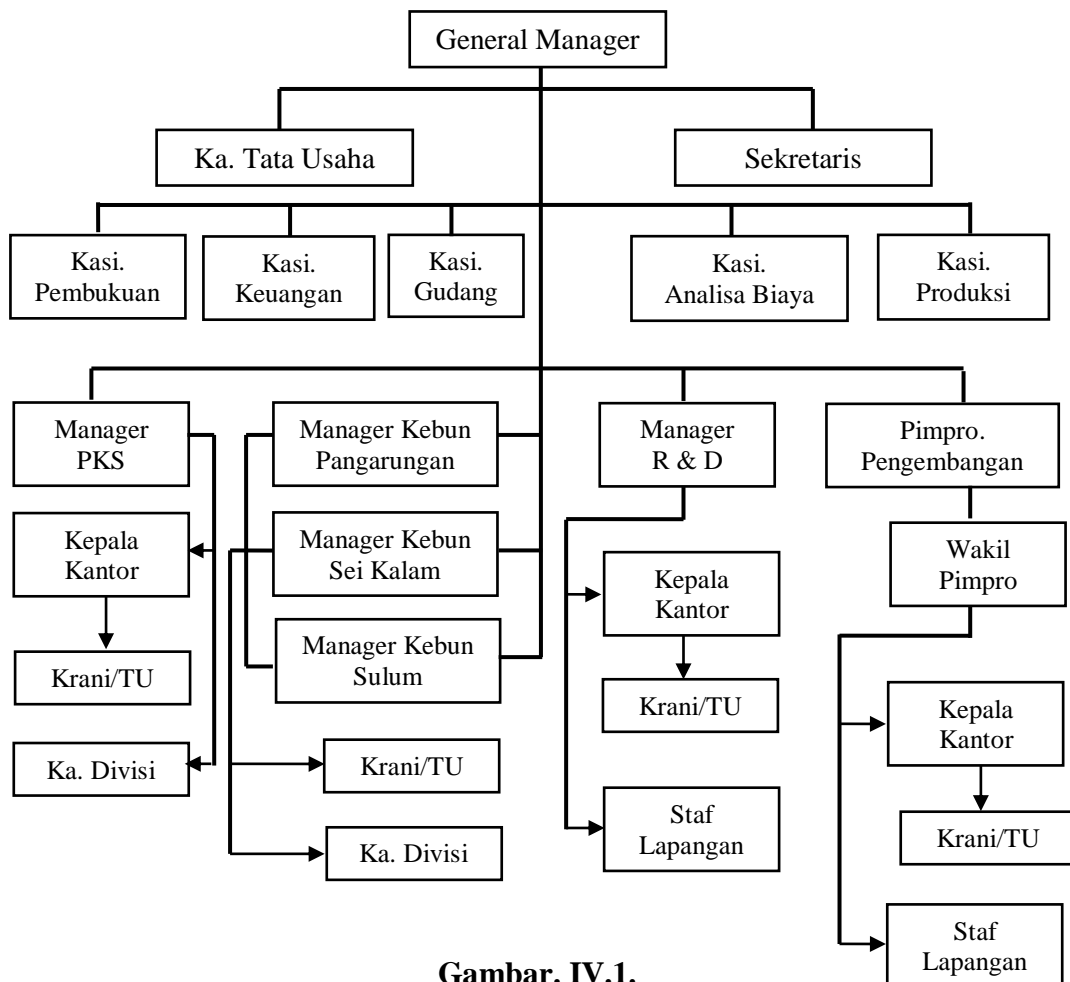 General Manager
Ka. Tata Usaha
Sekretaris
Kasi.
Pembukuan
Kasi.
Keuangan
Kasi.
Gudang
Kasi.
Analisa Biaya
Kasi.
Produksi
Manager
PKS
Manager Kebun
Pangarungan
Manager
R & D
Pimpro.
Pengembangan
Kepala
Kantor
Manager Kebun
Sei Kalam
Kepala
Kantor
Wakil
Pimpro
Krani/TU
Manager Kebun
Sulum
Krani/TU
Kepala
Kantor
Ka. Divisi
Krani/TU
Staf
Lapangan
Krani/TU
Ka. Divisi
Staf
Lapangan
Gambar. IV.1.